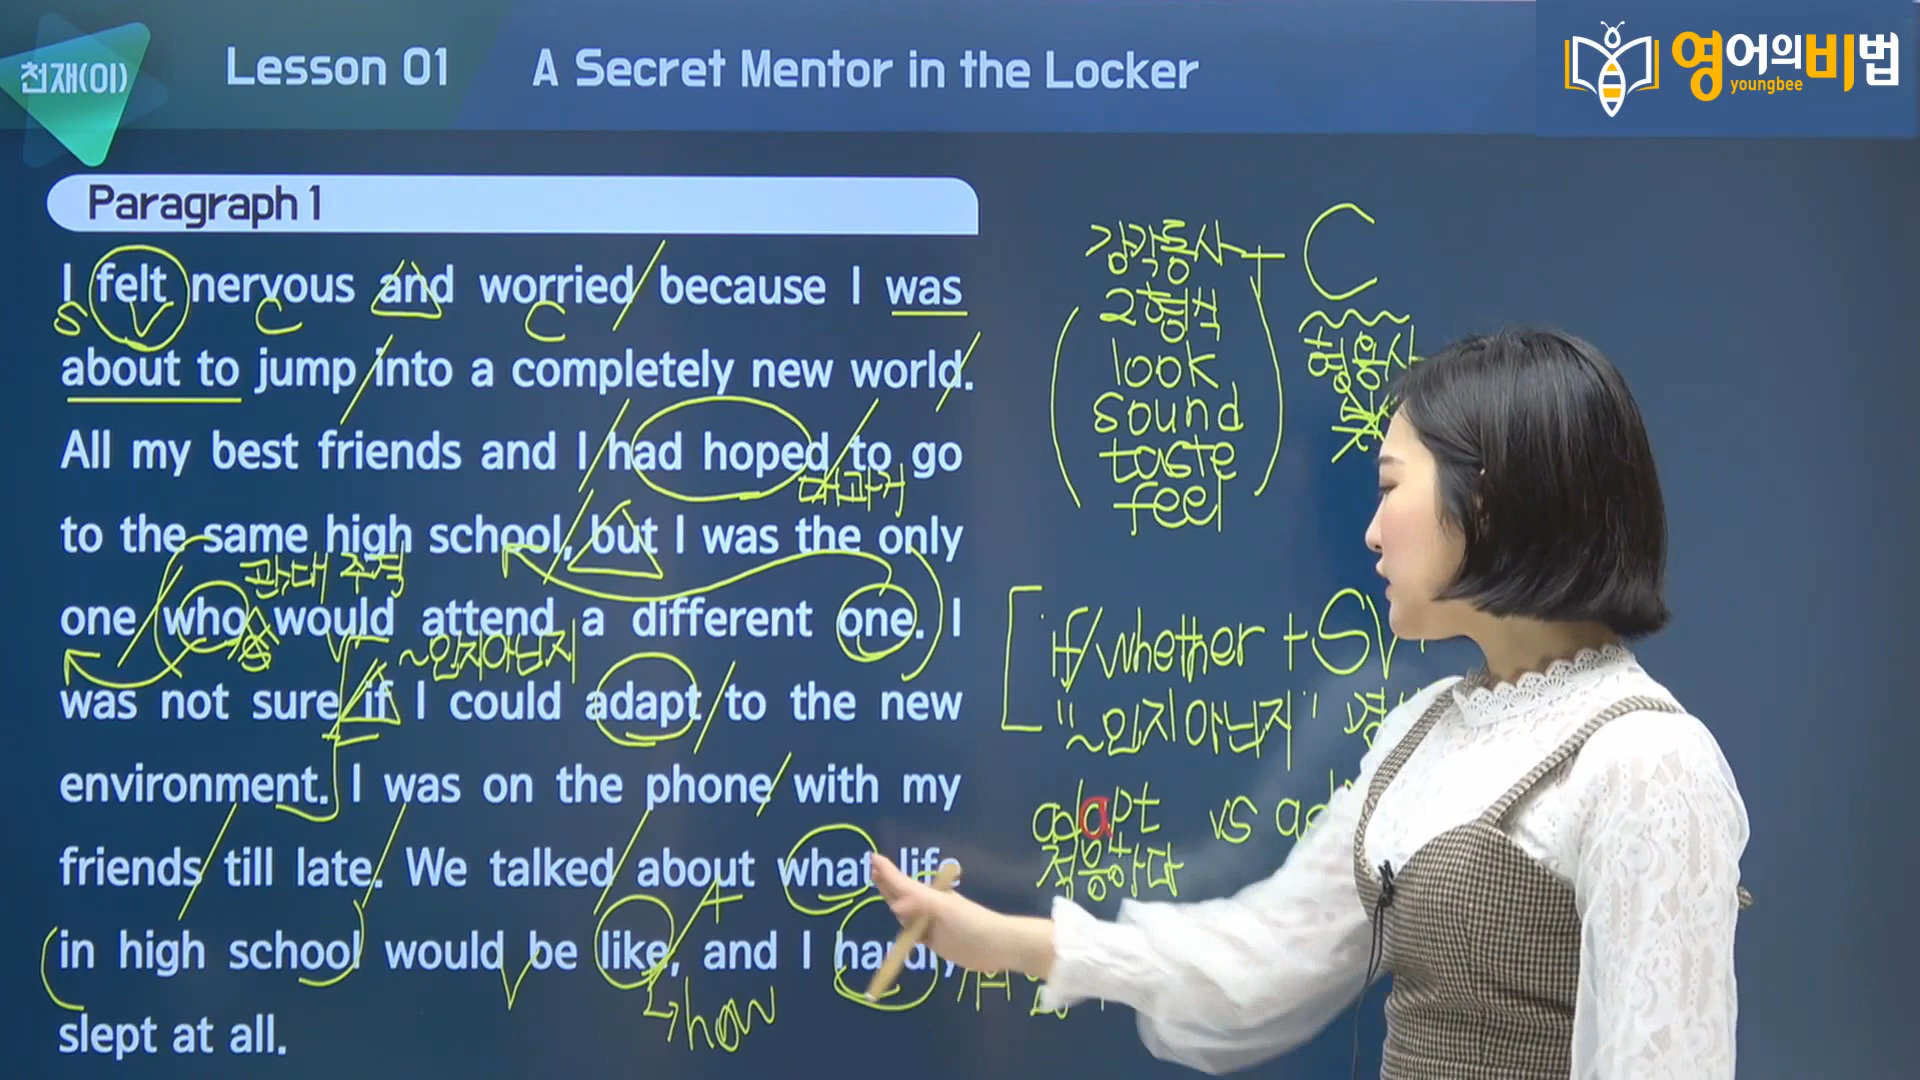 천재(이)
Lesson 01
A Secret Mentor in the Locker
영어의비법
youngbee
Paragraph 1
I felt nervous and worried because I was
S V C C
about to jump into a completely new world.
All my best friends and I had hoped to go
대과거
to the same high school, but I was the only
관.대 주격
one who would attend a different one. I
V ~인지아닌지
was not sure if I could adapt to the new
environment. I was on the phone with my
friends till late. We talked about what life
in high school would be like, and I hardly
V
→how
slept at all.
감각동사 + C
2형식
형용사
look
sound
taste
feel
if/whether + SV
"~인지아닌지"
adapt vs
적응하다